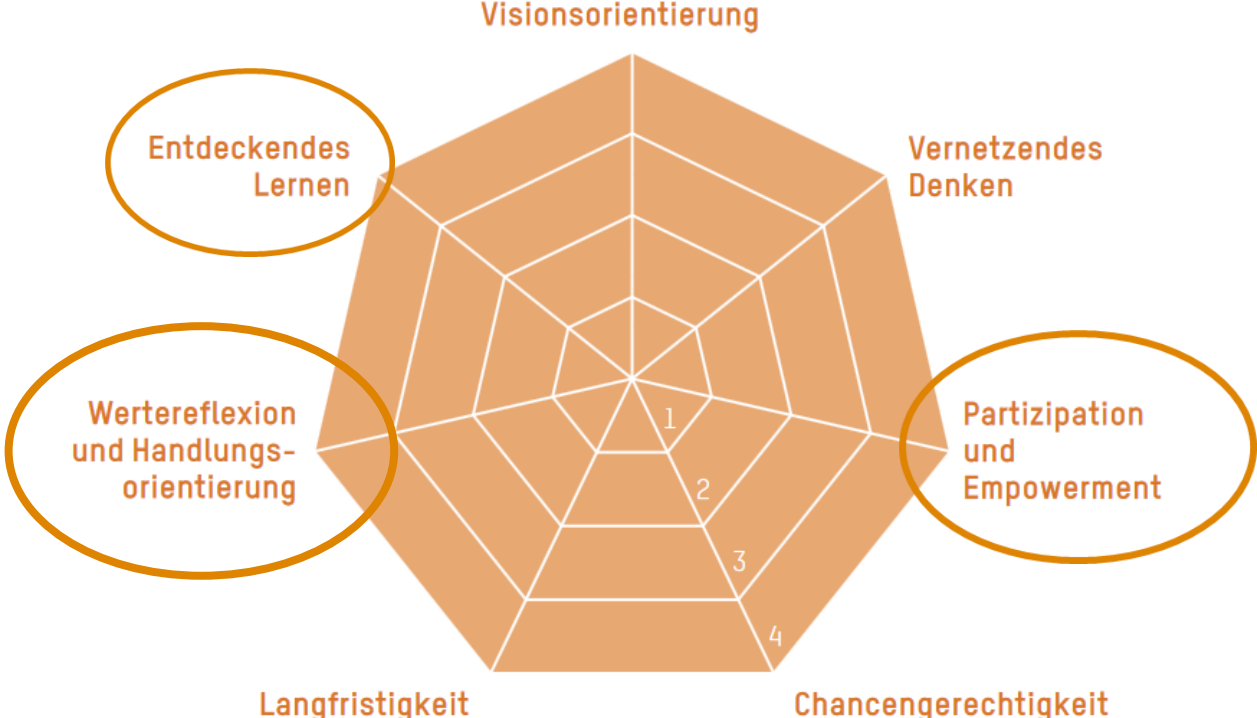 Visionsorientierung
Entdeckendes
Lernen
Vernetzendes
Denken
Wertereflexion
und Handlungs-
orientierung
Partizipation
und
Empowerment
1
2
3
4
Langfristigkeit
Chancengerechtigkeit